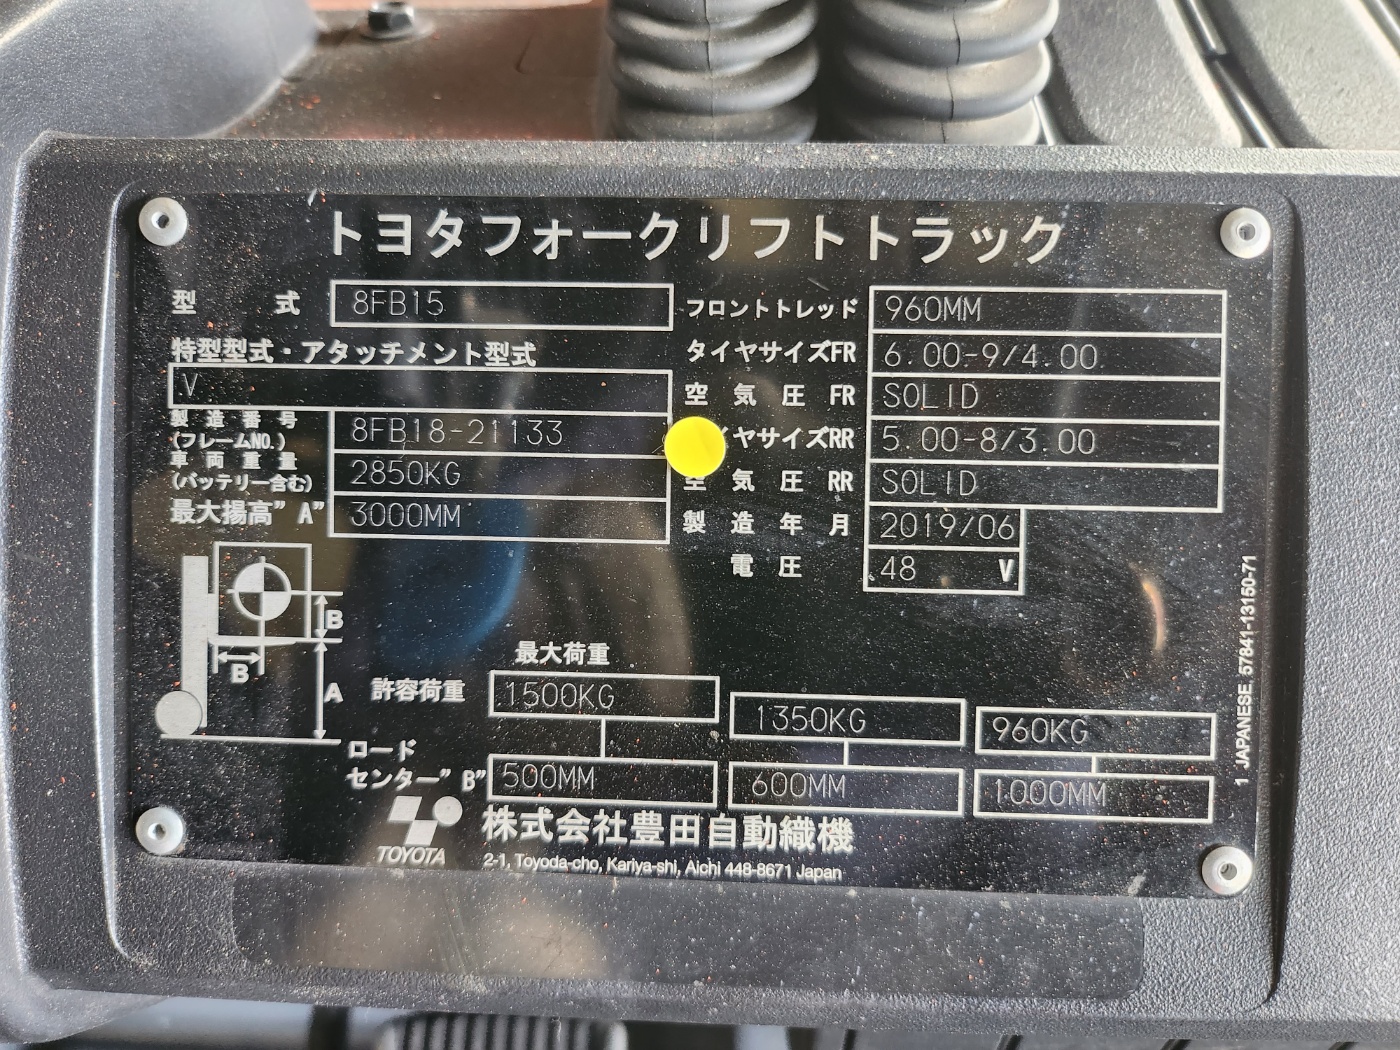 トヨタフォークリフトトラック
型 式 8FB15
特型型式・アタッチメント型式
V
製造番号
(フレームNO.) 8FB18-21133
車両重量
(バッテリー含む) 2850KG
最大揚高"A" 3000MM
フロントトレッド 960MM
タイヤサイズFR 6.00-9/4.00
空気圧 FR SOLID
ヤサイズRR 5.00-8/3.00
空気圧 RR SOLID
製造年月 2019/06
電圧 48 V
B
B
A
最大荷重
許容荷重 1500KG 1350KG 960KG
ロード
センター"B" 500MM 600MM 1000MM
TOYOTA
株式会社豊田自動織機
2-1, Toyoda-cho, Kariya-shi, Aichi 448-8671 Japan
1 JAPANESE 57841-13150-71